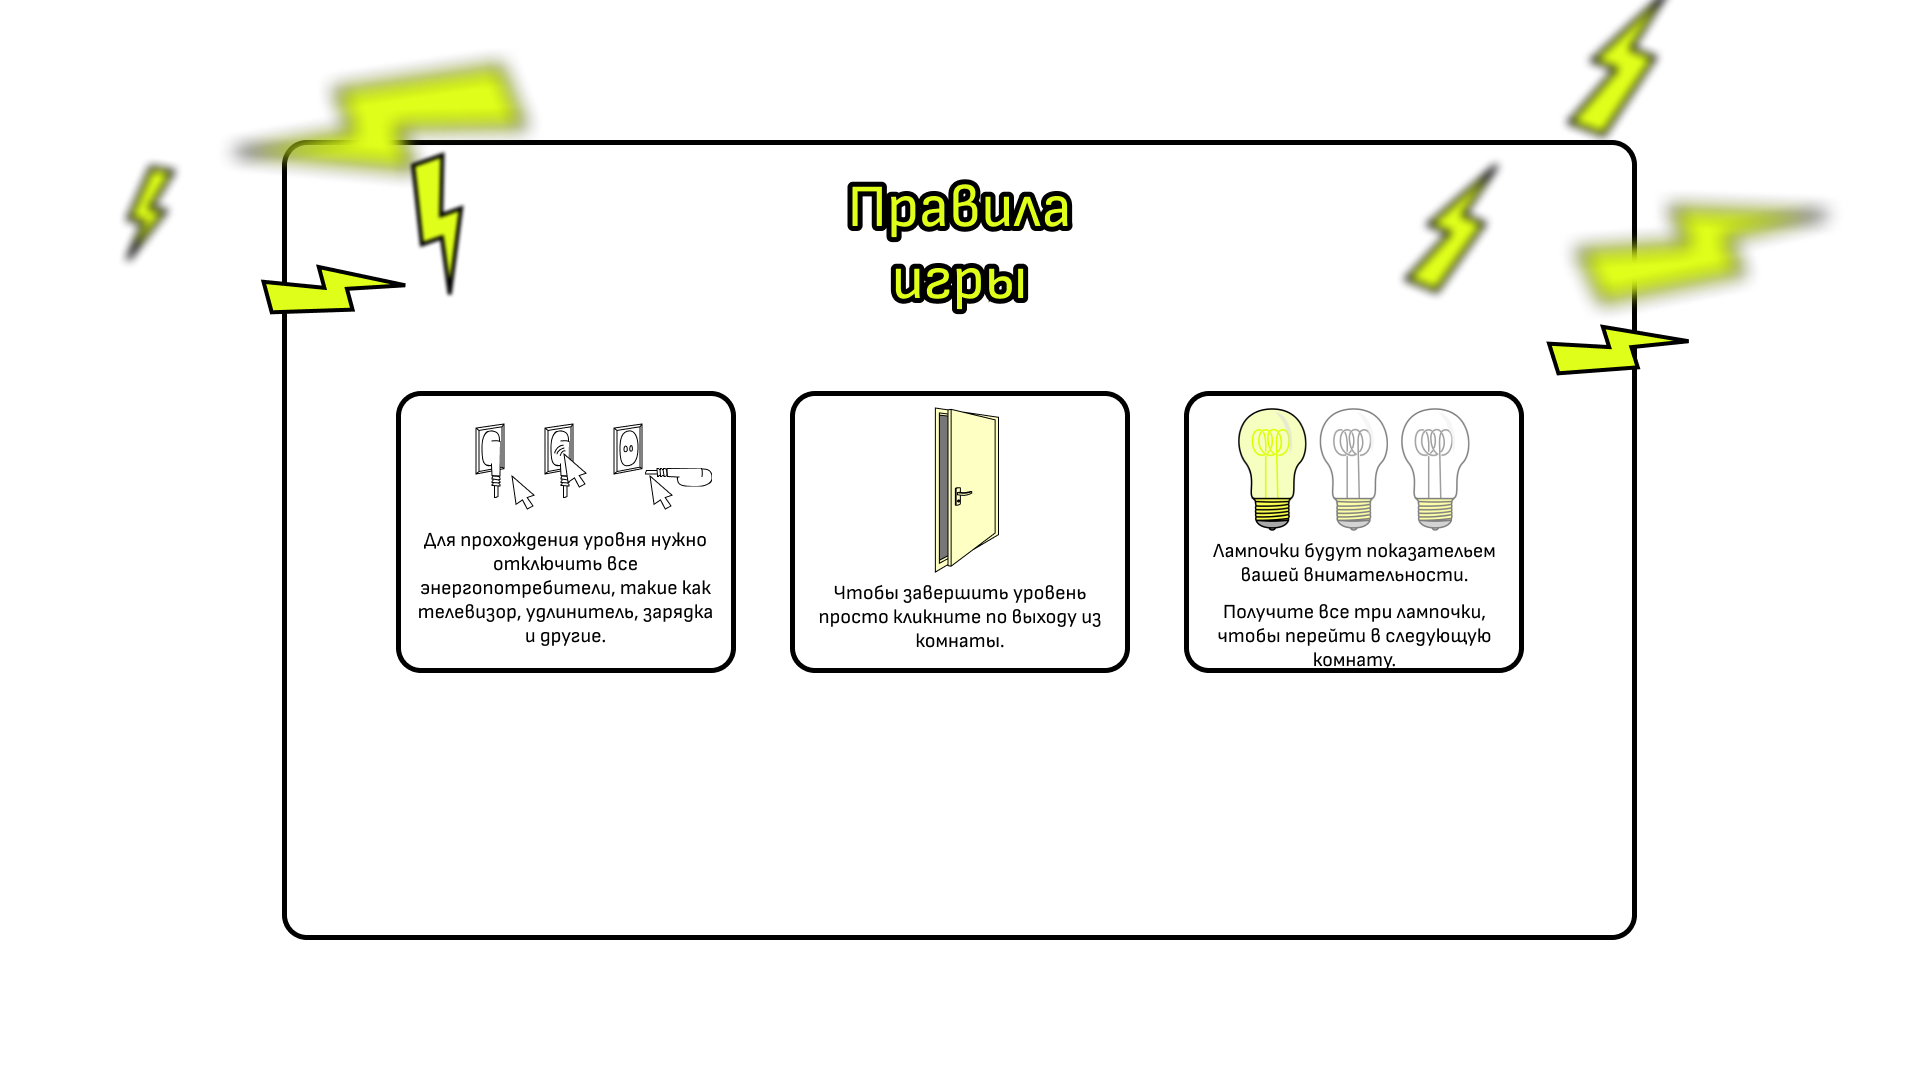 Правила
игры
Для прохождения уровня нужно
отключить все
энергопотребители, такие как
телевизор, удлинитель, зарядка
и другие.
Чтобы завершить уровень
просто кликните по выходу из
комнаты.
Лампочки будут показательем
вашей внимательности.
Получите все три лампочки,
чтобы перейти в следующую
комнату.